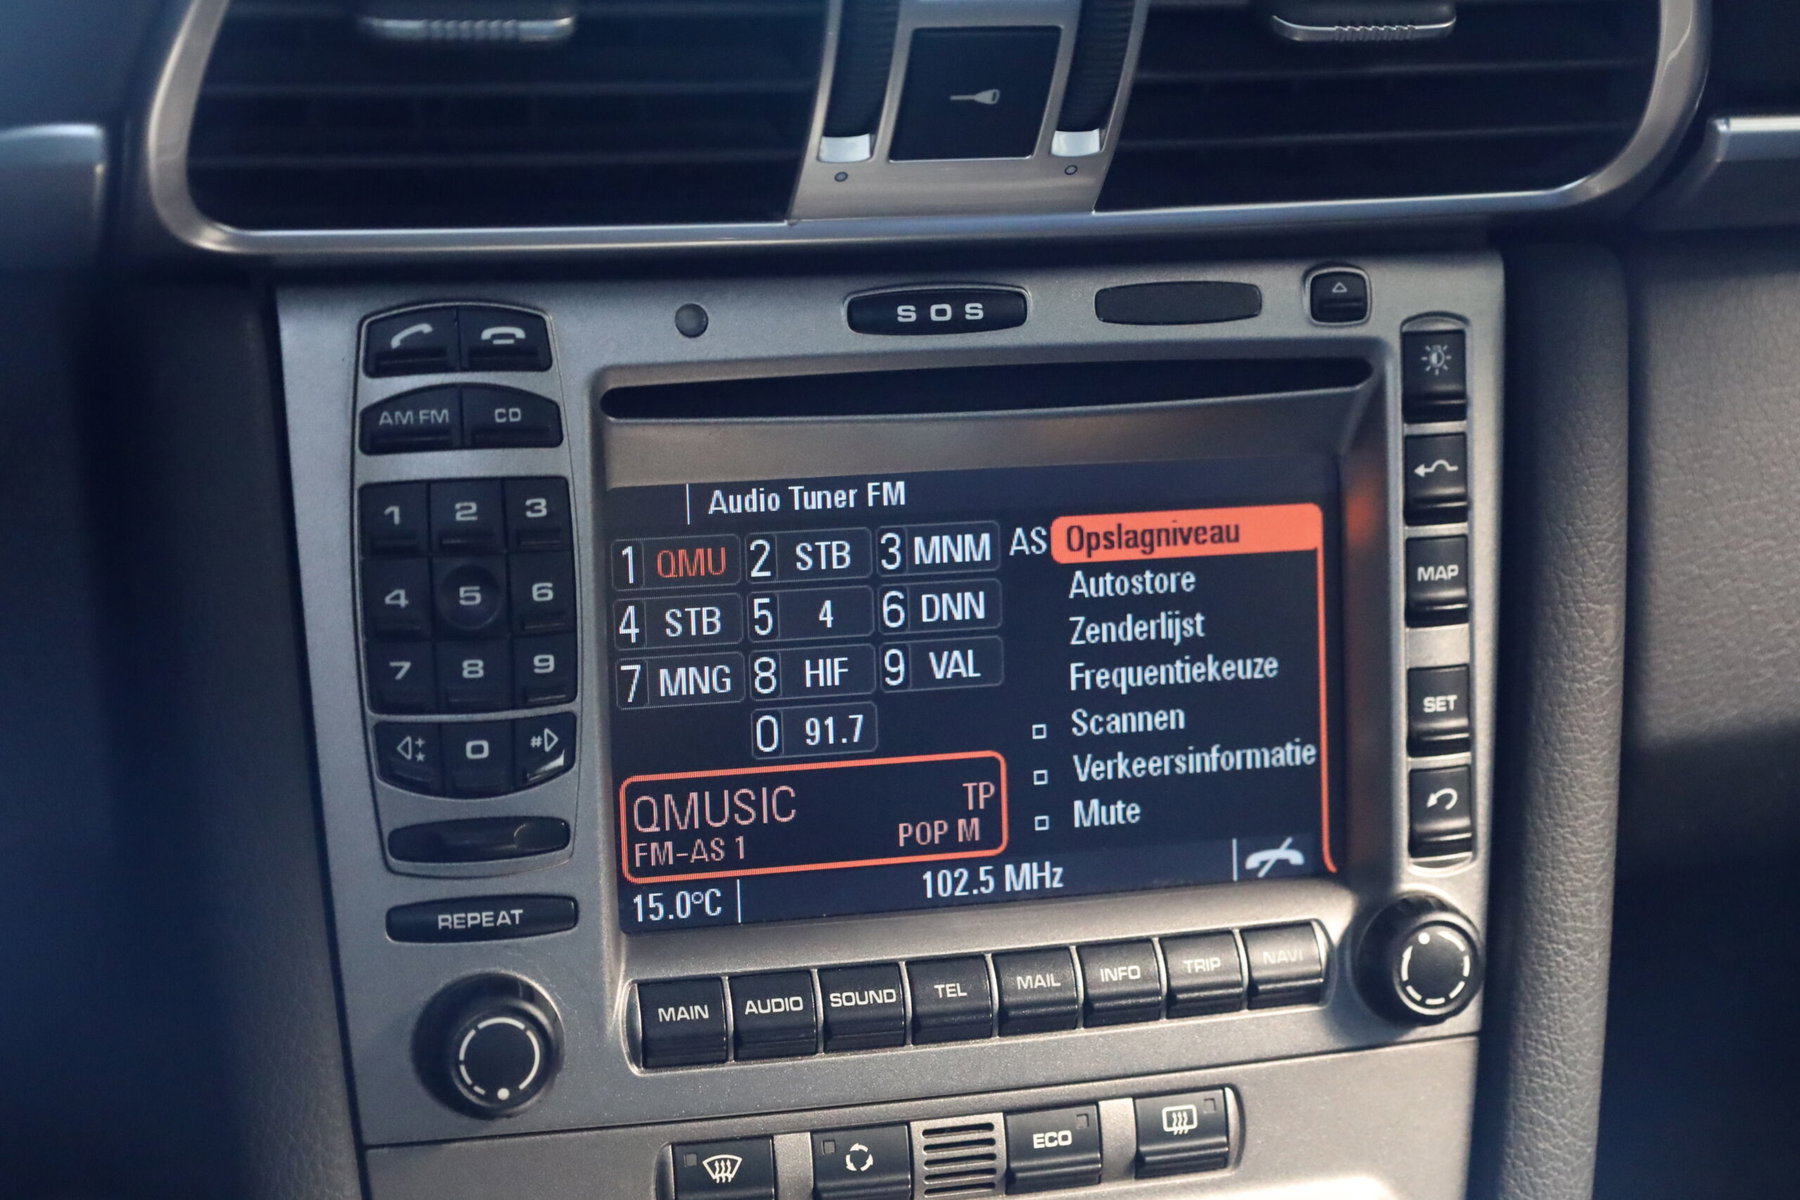 SOS
AM FM CD
1 2 3
4 5 6
7 8 9
* 0 #
REPEAT
Audio Tuner FM
1 QMU 2 STB 3 MNM
4 STB 5 4 6 DNN
7 MNG 8 HIF 9 VAL
0 91.7
AS Opslagniveau
Autostore
Zenderlijst
Frequentiekeuze
Scannen
Verkeersinformatie
Mute
QMUSIC TP
FM-AS 1 POP M
15.0°C 102.5 MHz
MAP
SET
MAIN AUDIO SOUND TEL MAIL INFO TRIP NAVI
ECO